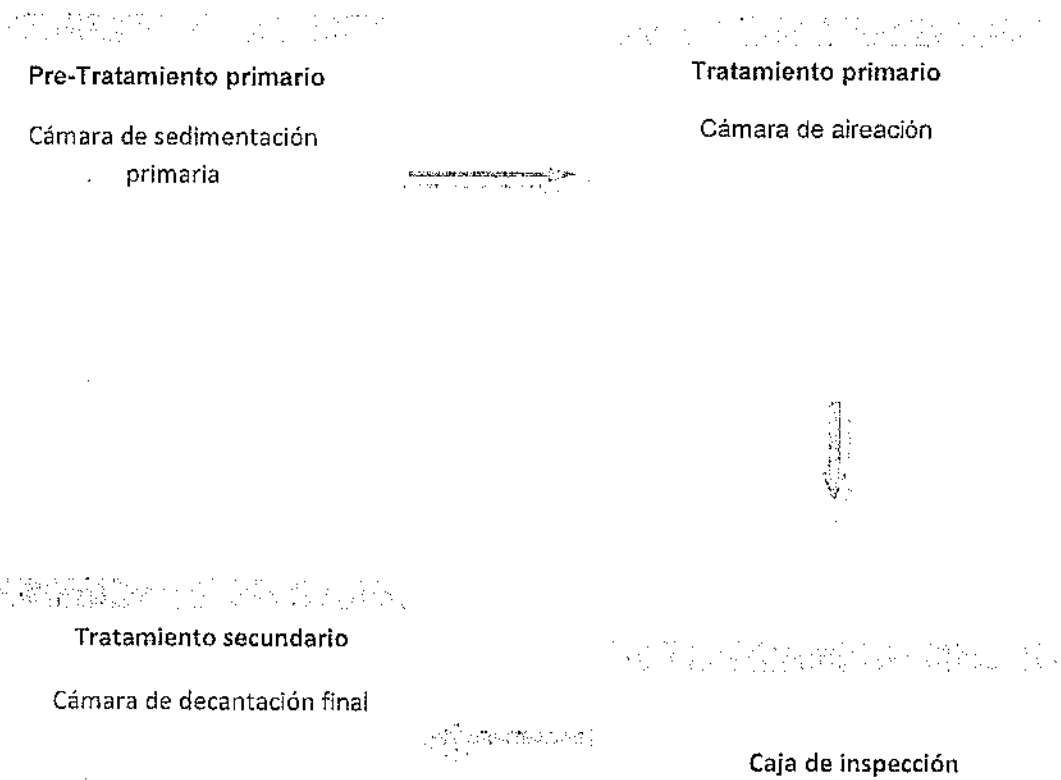 Pre-Tratamiento primario
Cámara de sedimentación
primaria
Tratamiento primario
Cámara de aireación
Tratamiento secundario
Cámara de decantación final
Caja de inspección